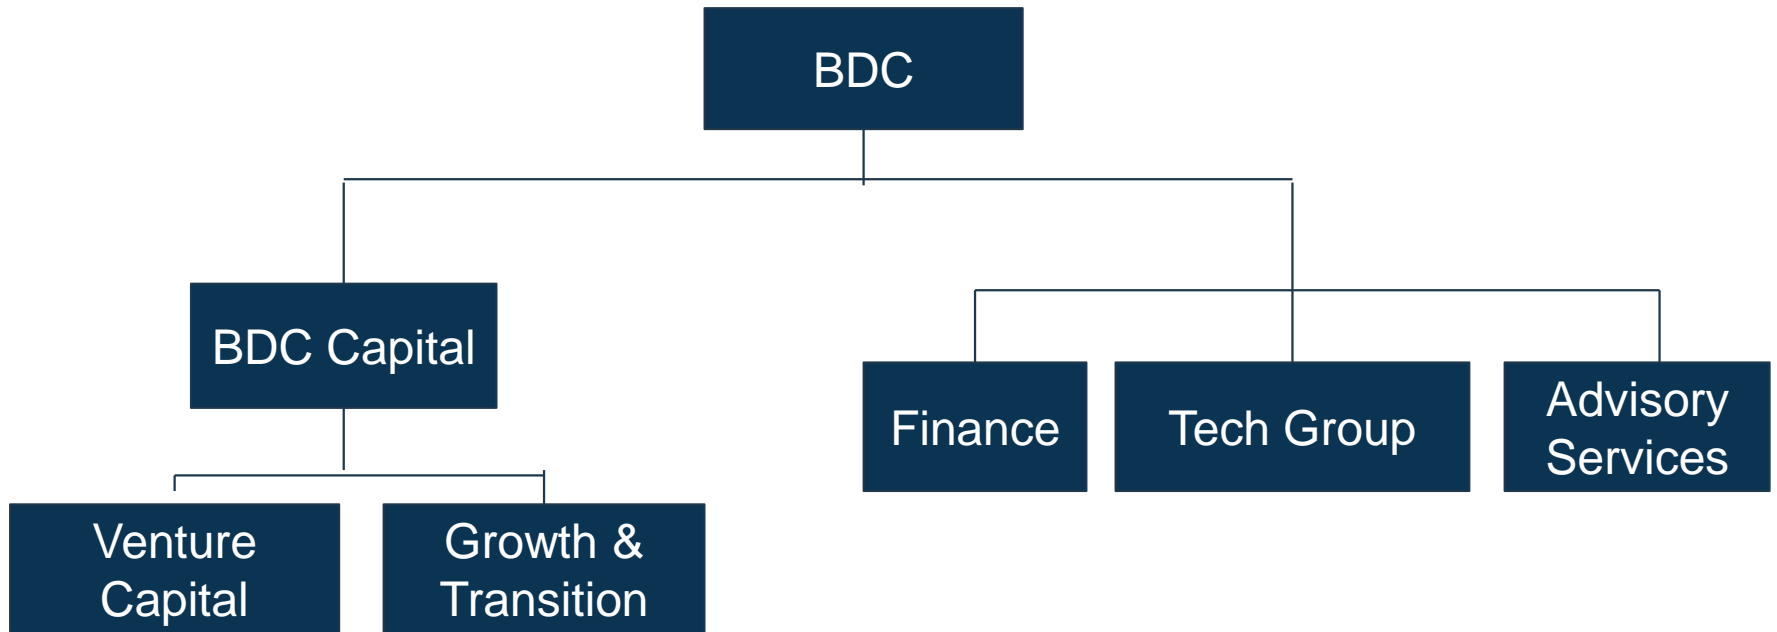 BDC
BDC Capital
Finance
Tech Group
Advisory
Services
Venture
Capital
Growth &
Transition